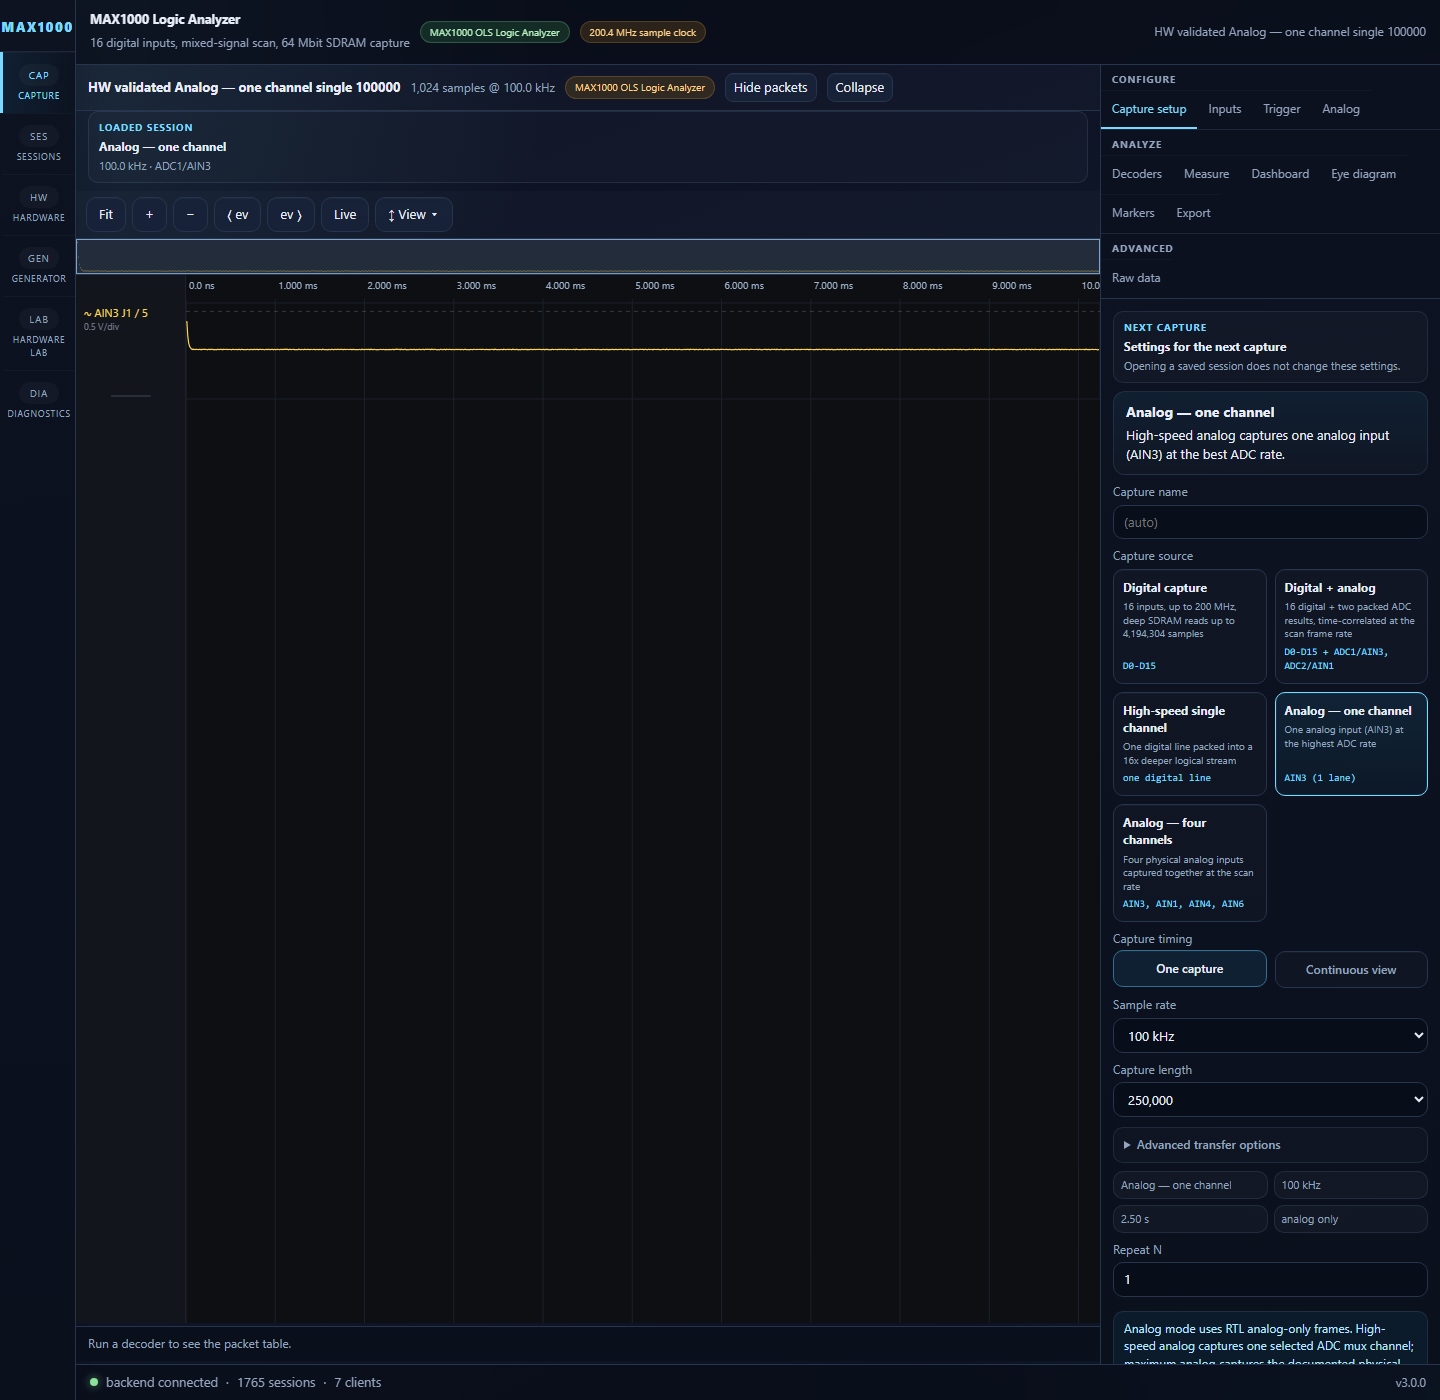 MAX1000
CAP
CAPTURE
SES
SESSIONS
HW
HARDWARE
GEN
GENERATOR
LAB
HARDWARE
LAB
DIA
DIAGNOSTICS
MAX1000 Logic Analyzer
16 digital inputs, mixed-signal scan, 64 Mbit SDRAM capture
MAX1000 OLS Logic Analyzer
200.4 MHz sample clock
HW validated Analog — one channel single 100000
HW validated Analog — one channel single 100000
1,024 samples @ 100.0 kHz
MAX1000 OLS Logic Analyzer
Hide packets
Collapse
LOADED SESSION
Analog — one channel
100.0 kHz · ADC1/AIN3
Fit
+
−
⟨ ev
ev ⟩
Live
↕ View ▾
0.0 ns
1.000 ms
2.000 ms
3.000 ms
4.000 ms
5.000 ms
6.000 ms
7.000 ms
8.000 ms
9.000 ms
10.0
~ AIN3 J1 / 5
0.5 V/div
Run a decoder to see the packet table.
CONFIGURE
Capture setup
Inputs
Trigger
Analog
ANALYZE
Decoders
Measure
Dashboard
Eye diagram
Markers
Export
ADVANCED
Raw data
NEXT CAPTURE
Settings for the next capture
Opening a saved session does not change these settings.
Analog — one channel
High-speed analog captures one analog input
(AIN3) at the best ADC rate.
Capture name
(auto)
Capture source
Digital capture
16 inputs, up to 200 MHz,
deep SDRAM reads up to
4,194,304 samples
D0-D15
Digital + analog
16 digital + two packed ADC
results, time-correlated at the
scan frame rate
D0-D15 + ADC1/AIN3,
ADC2/AIN1
High-speed single
channel
One digital line packed into a
16x deeper logical stream
one digital line
Analog — one channel
One analog input (AIN3) at
the highest ADC rate
AIN3 (1 lane)
Analog — four
channels
Four physical analog inputs
captured together at the scan
rate
AIN3, AIN1, AIN4, AIN6
Capture timing
One capture
Continuous view
Sample rate
100 kHz
Capture length
250,000
▶ Advanced transfer options
Analog — one channel
100 kHz
2.50 s
analog only
Repeat N
1
Analog mode uses RTL analog-only frames. High-
speed analog captures one selected ADC mux channel;
maximum analog captures the documented physical
backend connected · 1765 sessions · 7 clients
v3.0.0